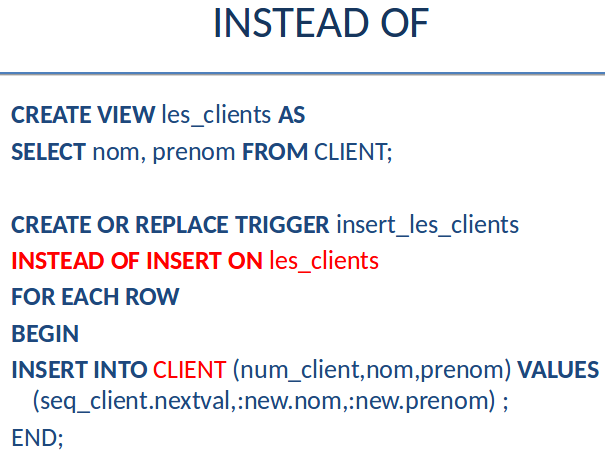 INSTEAD OF
CREATE VIEW les_clients AS
SELECT nom, prenom FROM CLIENT;
CREATE OR REPLACE TRIGGER insert_les_clients
INSTEAD OF INSERT ON les_clients
FOR EACH ROW
BEGIN
INSERT INTO CLIENT (num_client,nom,prenom) VALUES
(seq_client.nextval,:new.nom,:new.prenom) ;
END;